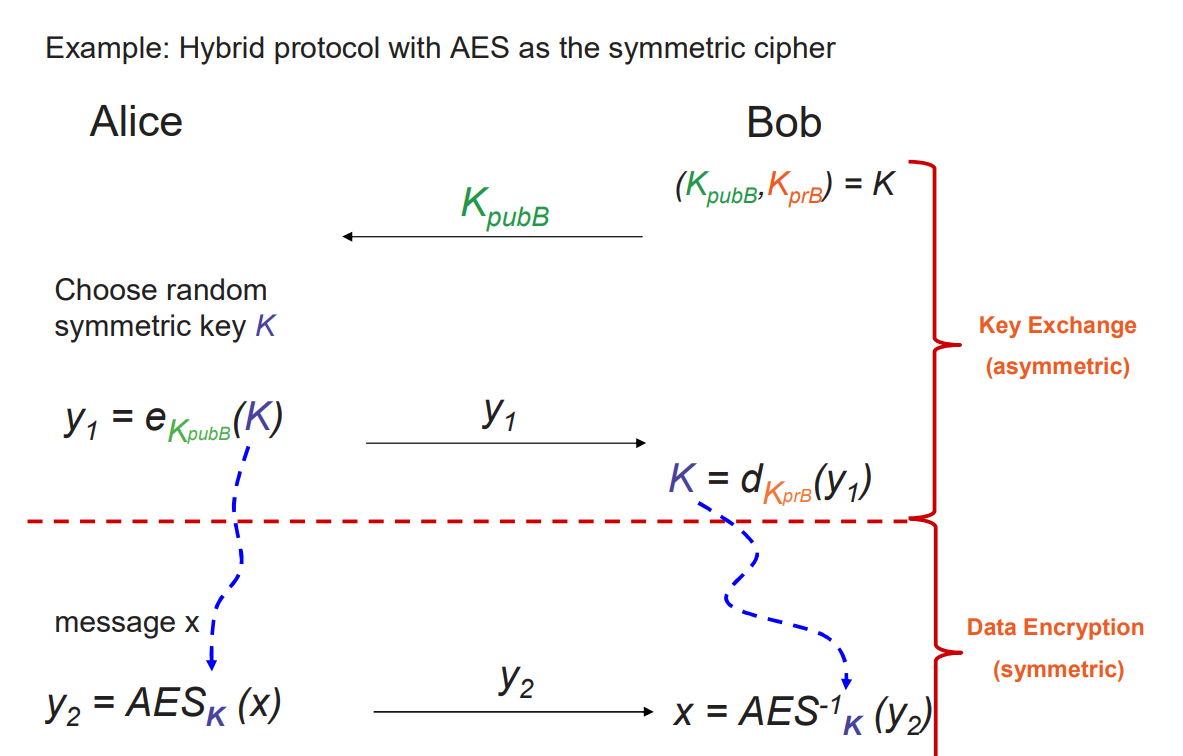 Example: Hybrid protocol with AES as the symmetric cipher
Alice
Bob
(KpubB,KprB) = K
KpubB
Choose random
symmetric key K
Key Exchange
(asymmetric)
y1 = eKpubB(K)
y1
K = dKprB(y1)
message x
Data Encryption
(symmetric)
y2 = AESK (x)
y2
x = AES-1K (y2)